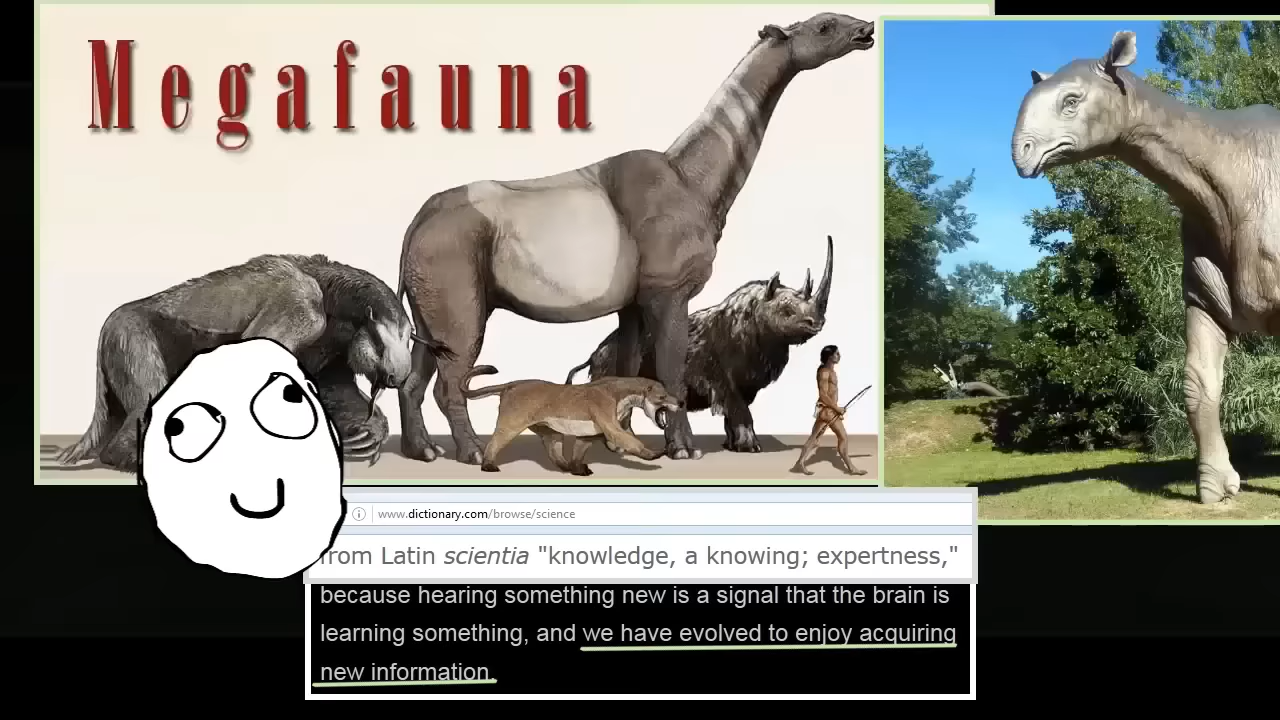 Megafauna
www.dictionary.com/browse/science
from Latin scientia "knowledge, a knowing; expertness,"
because hearing something new is a signal that the brain is
learning something, and we have evolved to enjoy acquiring
new information.